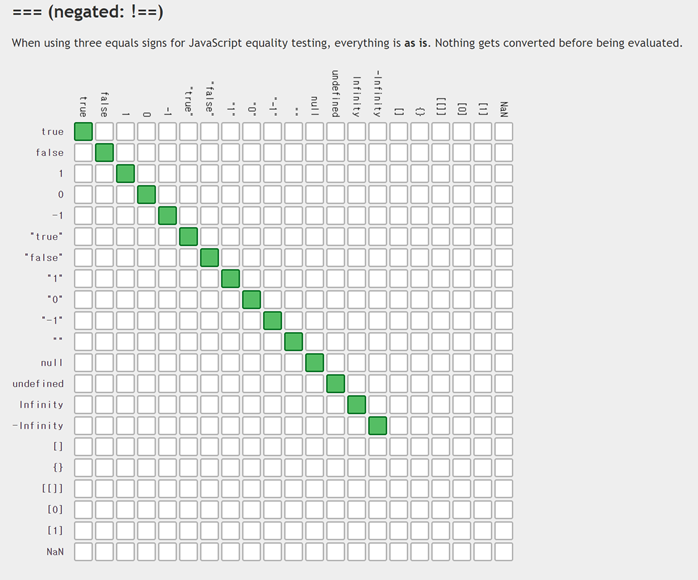 === (negated: !==)
When using three equals signs for JavaScript equality testing, everything is as is. Nothing gets converted before being evaluated.
true false 1 0 -1 "true" "false" "1" "0" "-1" "" null undefined Infinity -Infinity [] {} [[]] [0] [1] NaN
true
false
1
0
-1
"true"
"false"
"1"
"0"
"-1"
""
null
undefined
Infinity
-Infinity
[]
{}
[[]]
[0]
[1]
NaN